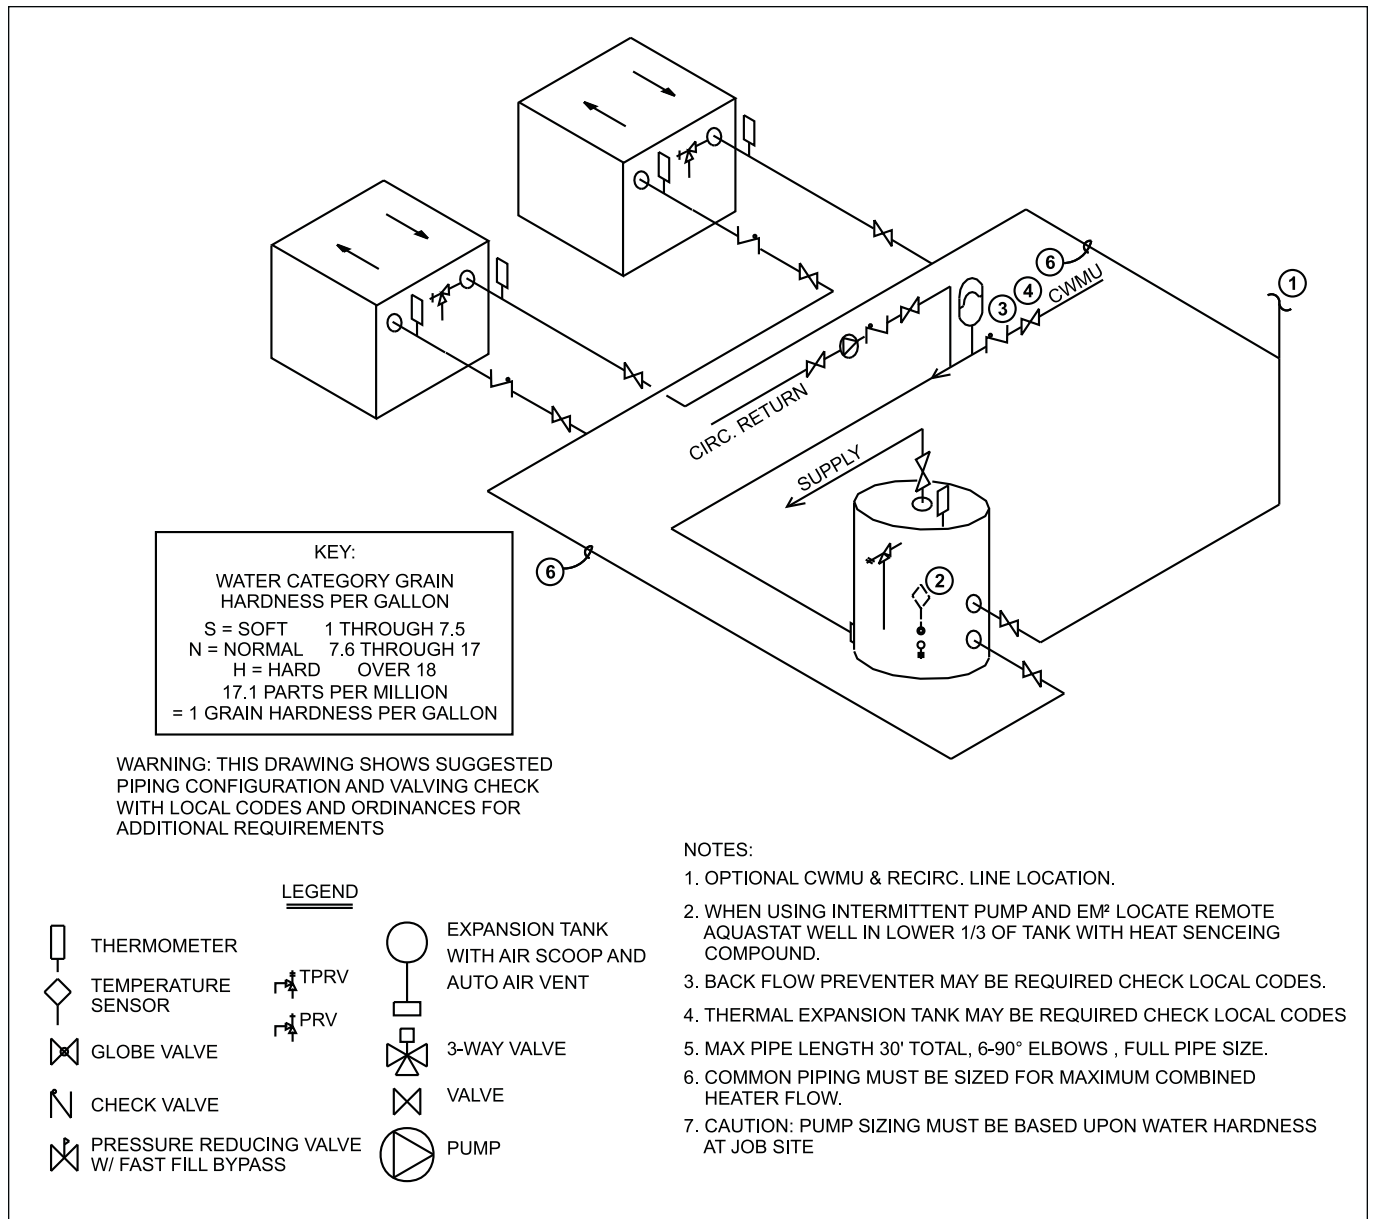 6
1
4
3
CWMU
CIRC. RETURN
SUPPLY
2
6
KEY:
WATER CATEGORY GRAIN
HARDNESS PER GALLON
S = SOFT 1 THROUGH 7.5
N = NORMAL 7.6 THROUGH 17
H = HARD OVER 18
17.1 PARTS PER MILLION
= 1 GRAIN HARDNESS PER GALLON
WARNING: THIS DRAWING SHOWS SUGGESTED
PIPING CONFIGURATION AND VALVING CHECK
WITH LOCAL CODES AND ORDINANCES FOR
ADDITIONAL REQUIREMENTS
LEGEND
THERMOMETER
TEMPERATURE
SENSOR
GLOBE VALVE
CHECK VALVE
PRESSURE REDUCING VALVE
W/ FAST FILL BYPASS
TPRV
PRV
EXPANSION TANK
WITH AIR SCOOP AND
AUTO AIR VENT
3-WAY VALVE
VALVE
PUMP
NOTES:
1. OPTIONAL CWMU & RECIRC. LINE LOCATION.
2. WHEN USING INTERMITTENT PUMP AND EM² LOCATE REMOTE
AQUASTAT WELL IN LOWER 1/3 OF TANK WITH HEAT SENCEING
COMPOUND.
3. BACK FLOW PREVENTER MAY BE REQUIRED CHECK LOCAL CODES.
4. THERMAL EXPANSION TANK MAY BE REQUIRED CHECK LOCAL CODES
5. MAX PIPE LENGTH 30' TOTAL, 6-90° ELBOWS , FULL PIPE SIZE.
6. COMMON PIPING MUST BE SIZED FOR MAXIMUM COMBINED
HEATER FLOW.
7. CAUTION: PUMP SIZING MUST BE BASED UPON WATER HARDNESS
AT JOB SITE